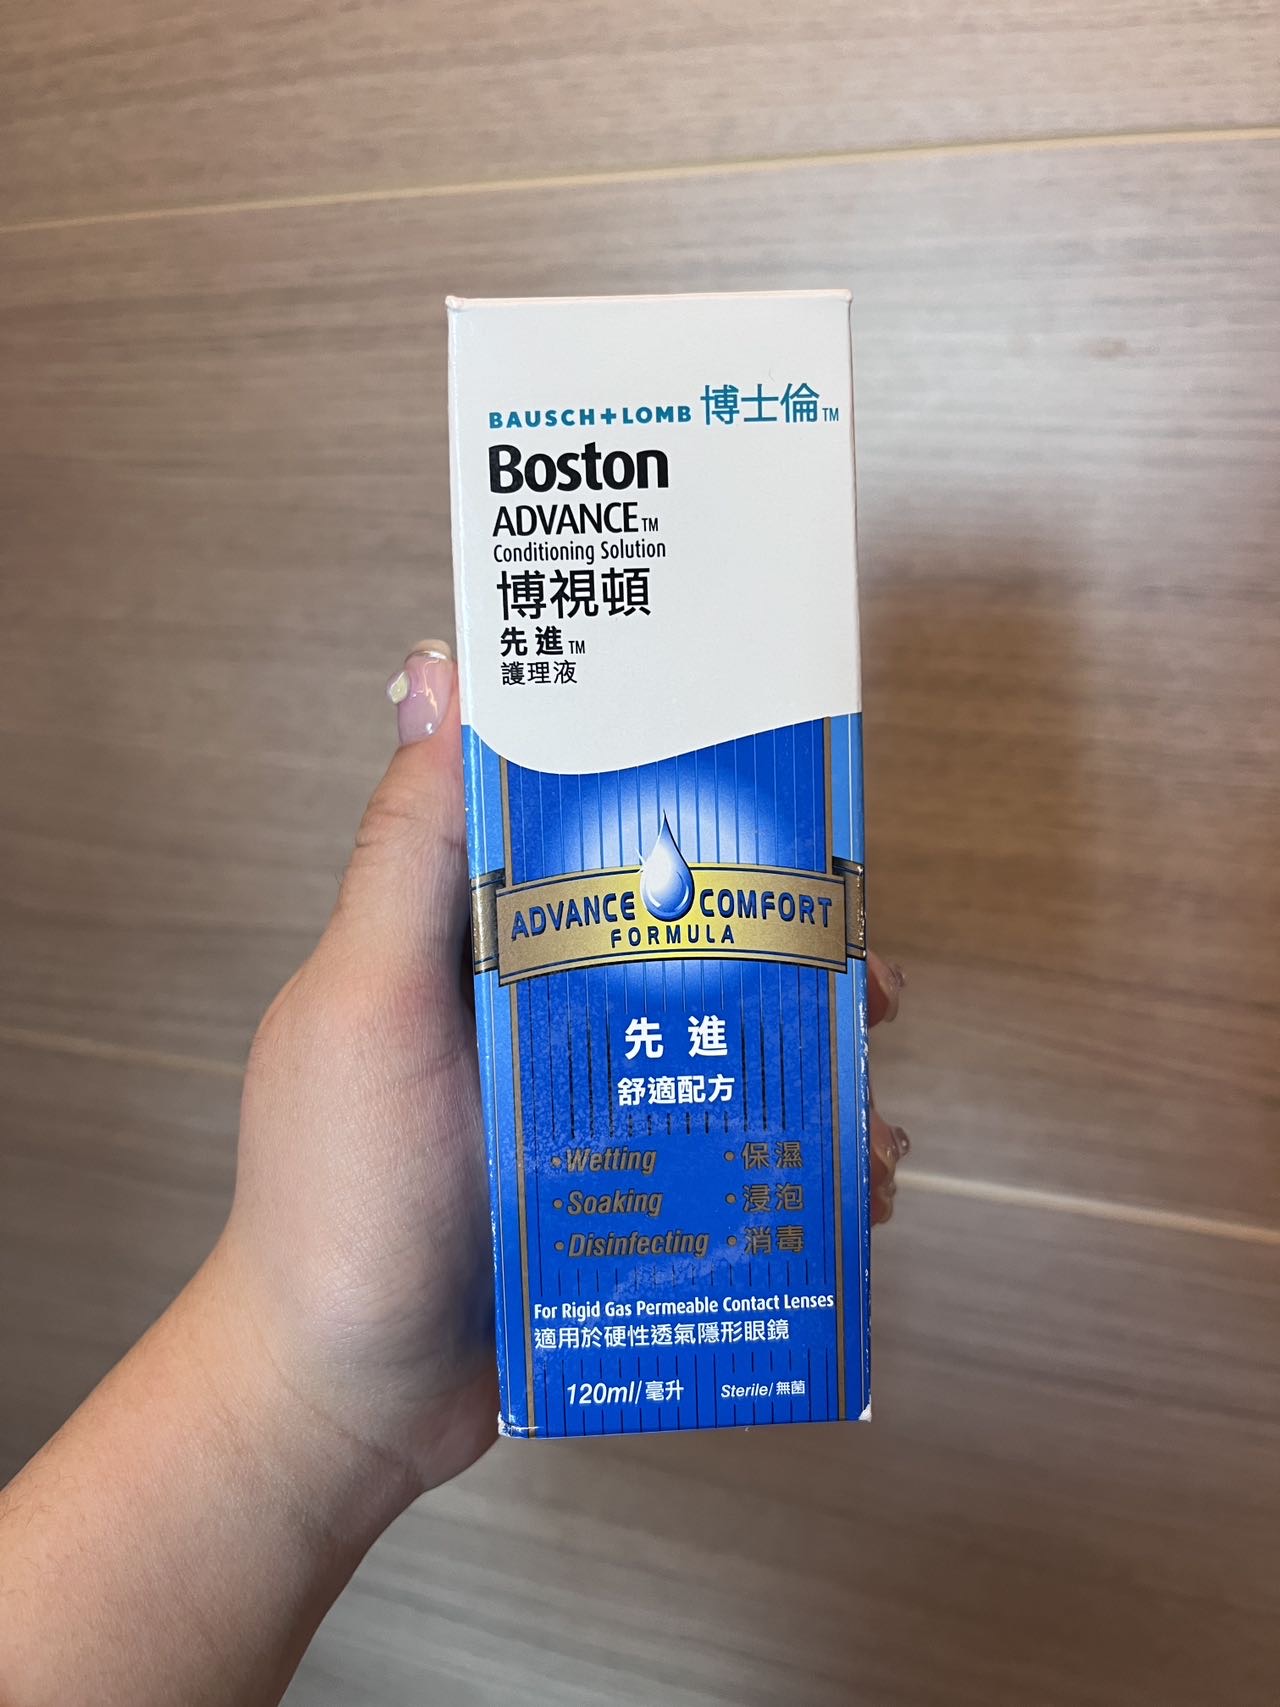 BAUSCH+LOMB 博士倫™
Boston
ADVANCE™
Conditioning Solution
博視頓
先進™
護理液
ADVANCE COMFORT
FORMULA
先進
舒適配方
•Wetting •保濕
•Soaking •浸泡
•Disinfecting •消毒
For Rigid Gas Permeable Contact Lenses
適用於硬性透氣隱形眼鏡
120ml/毫升 Sterile/無菌